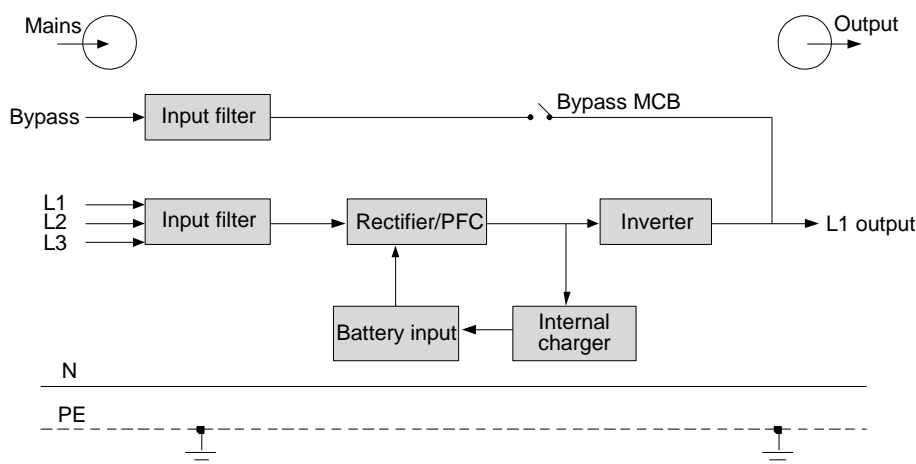 Mains
Output
Bypass
Input filter
Bypass MCB
L1
L2
L3
Input filter
Rectifier/PFC
Inverter
L1 output
Battery input
Internal
charger
N
PE